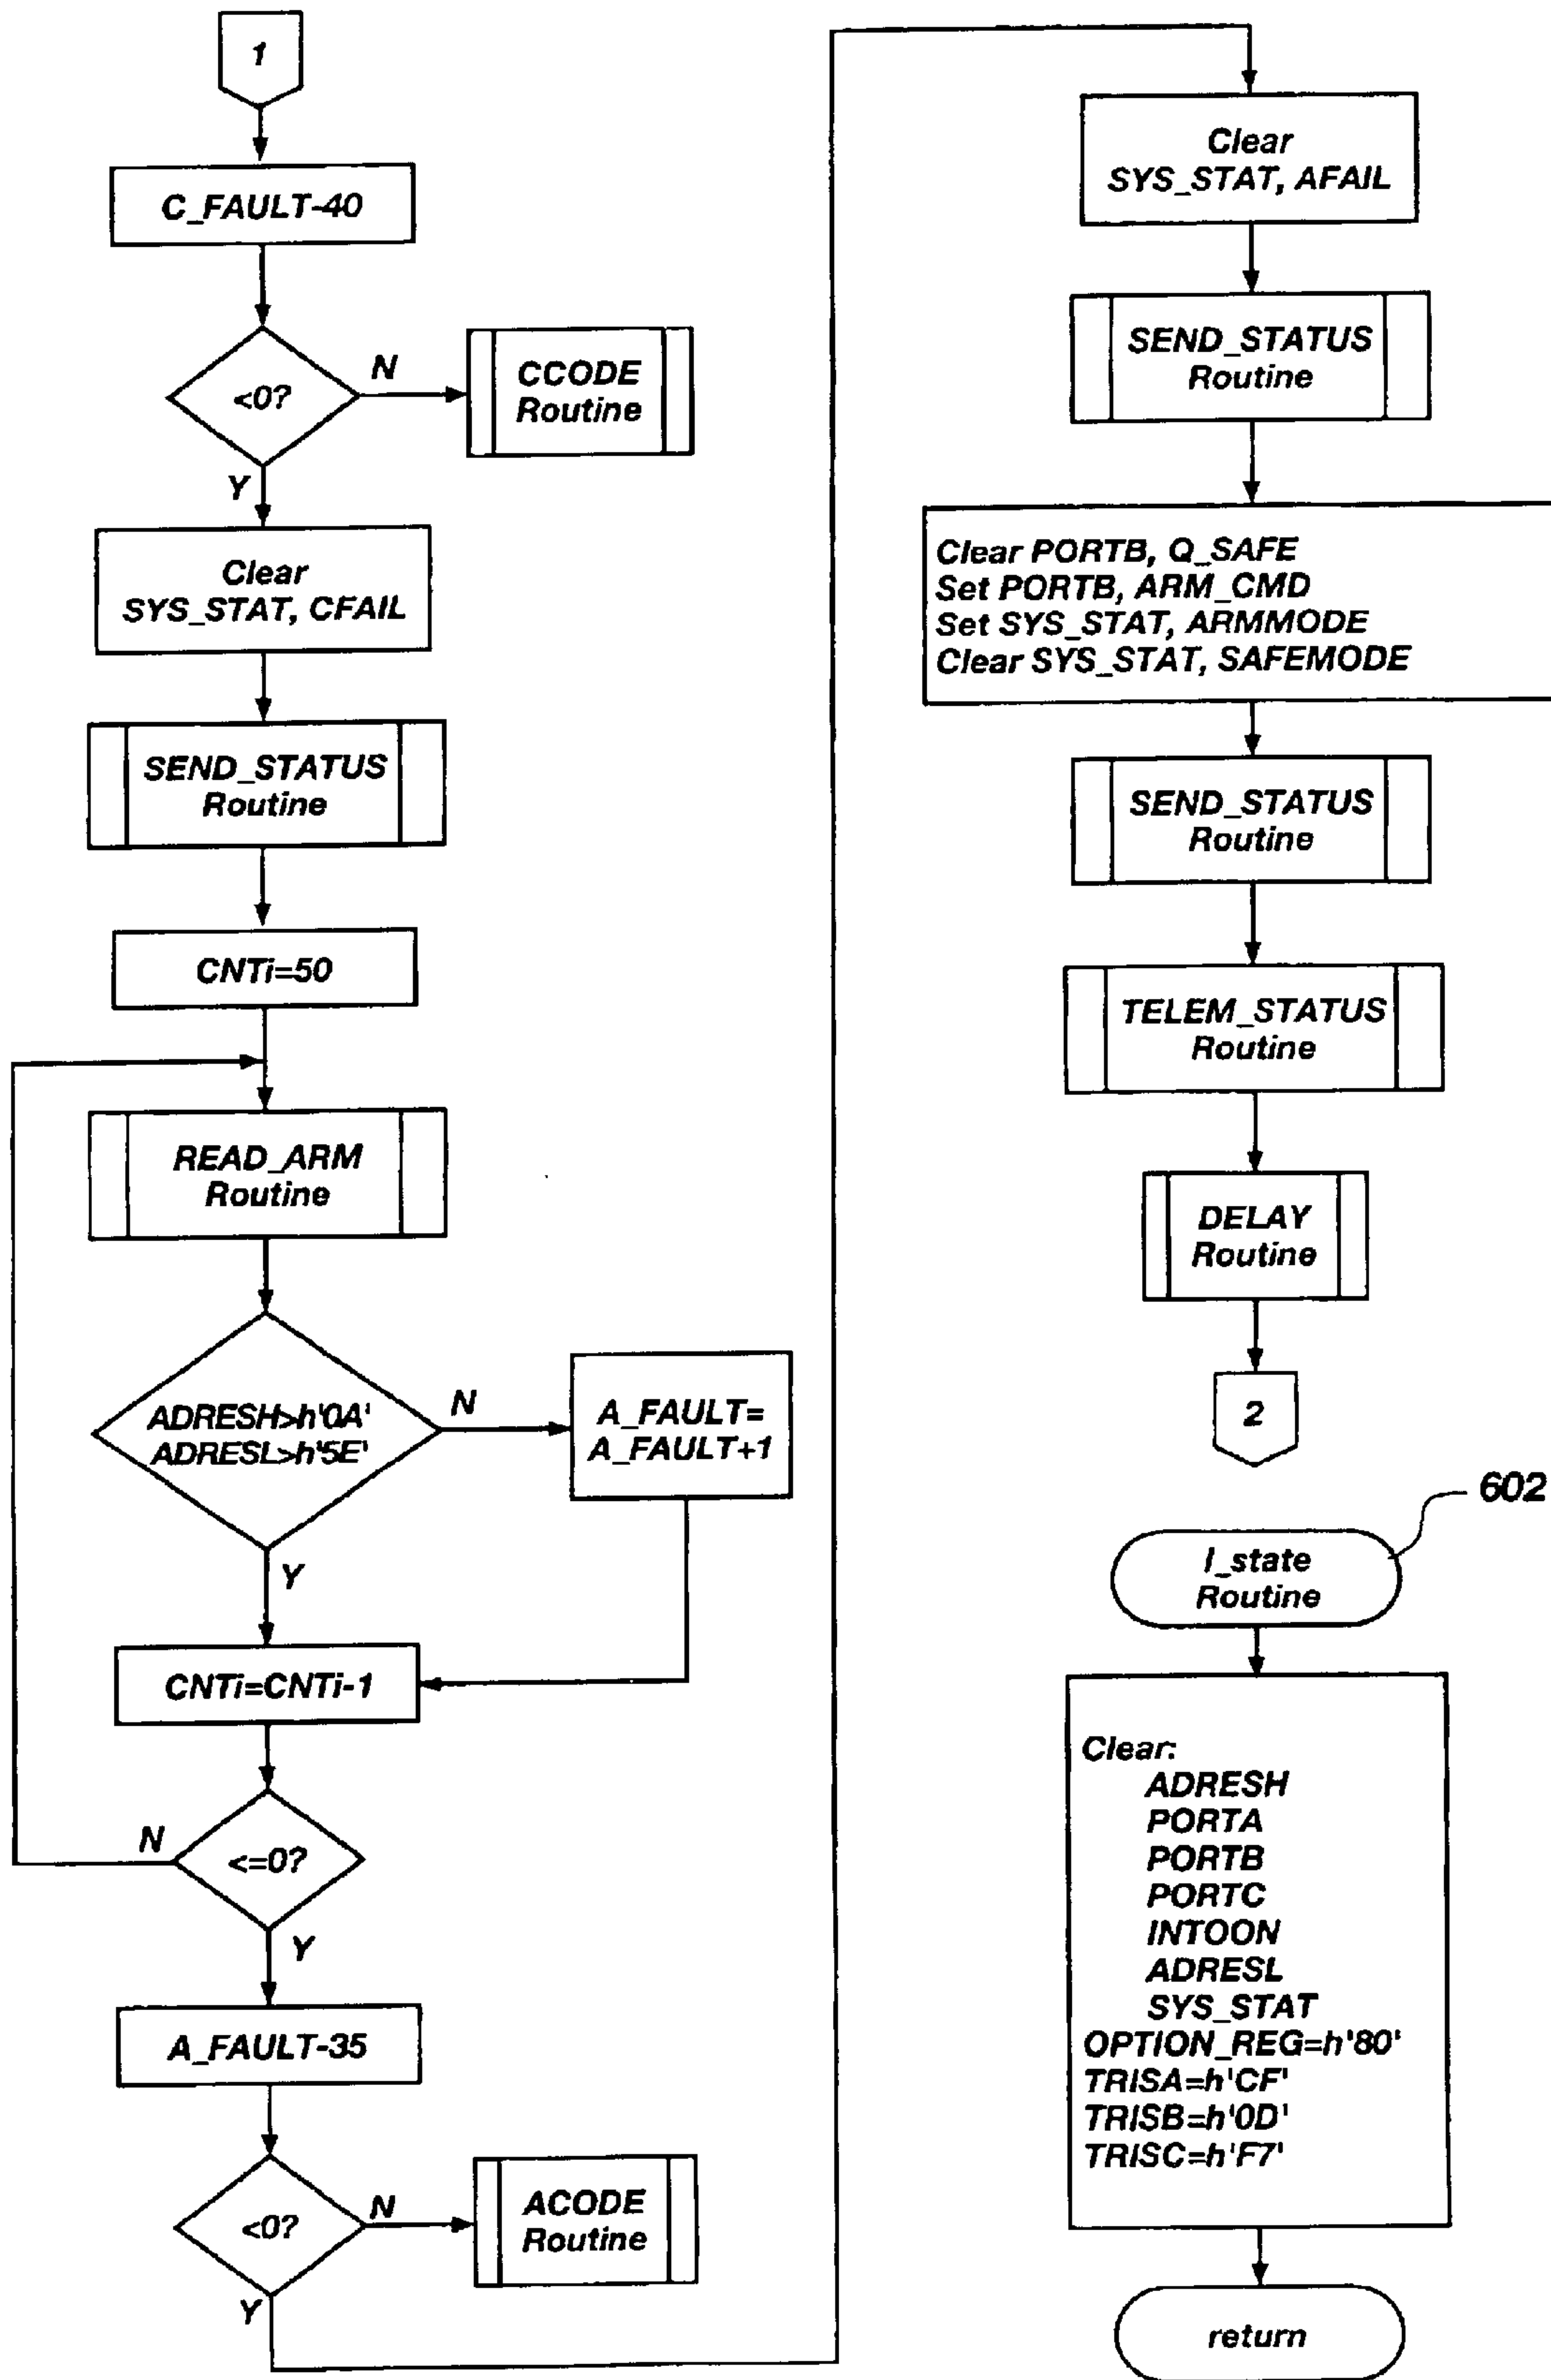 1
C_FAULT-40
<0?
N
CCODE
Routine
Y
Clear
SYS_STAT, CFAIL
SEND_STATUS
Routine
CNTi=50
READ_ARM
Routine
ADRESH>h'0A'
ADRESL>h'5E'
N
A_FAULT=
A_FAULT+1
Y
CNTi=CNTi-1
N
<=0?
Y
A_FAULT-35
<0?
N
ACODE
Routine
Y
Clear
SYS_STAT, AFAIL
SEND_STATUS
Routine
Clear PORTB, Q_SAFE
Set PORTB, ARM_CMD
Set SYS_STAT, ARMMODE
Clear SYS_STAT, SAFEMODE
SEND_STATUS
Routine
TELEM_STATUS
Routine
DELAY
Routine
2
602
I_state
Routine
Clear:
ADRESH
PORTA
PORTB
PORTC
INTOON
ADRESL
SYS_STAT
OPTION_REG=h'80'
TRISA=h'CF'
TRISB=h'0D'
TRISC=h'F7'
return